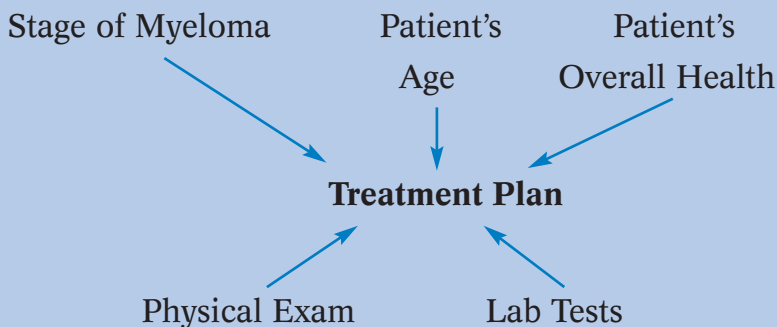 Stage of Myeloma
Patient's
Age
Patient's
Overall Health
Treatment Plan
Physical Exam
Lab Tests